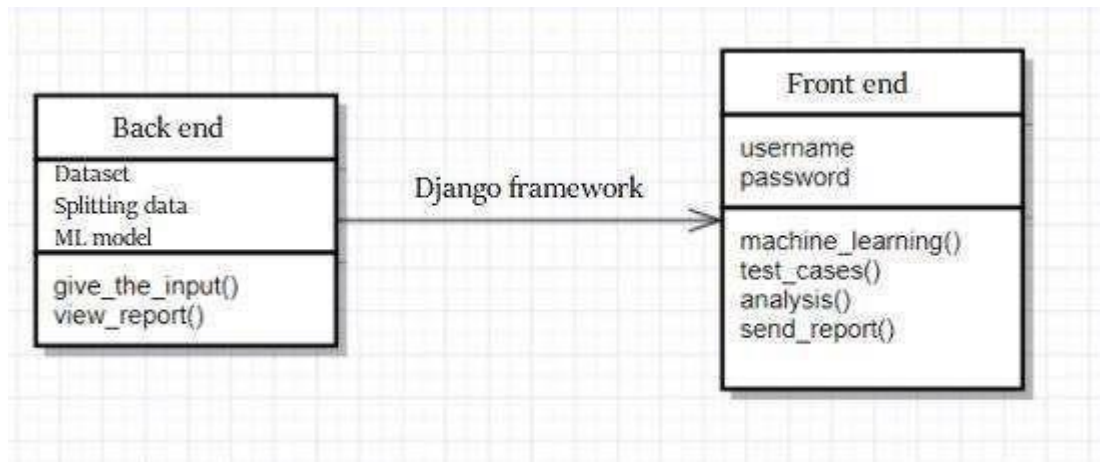 Back end
Dataset
Splitting data
ML model
give_the_input()
view_report()
Django framework
Front end
username
password
machine_learning()
test_cases()
analysis()
send_report()